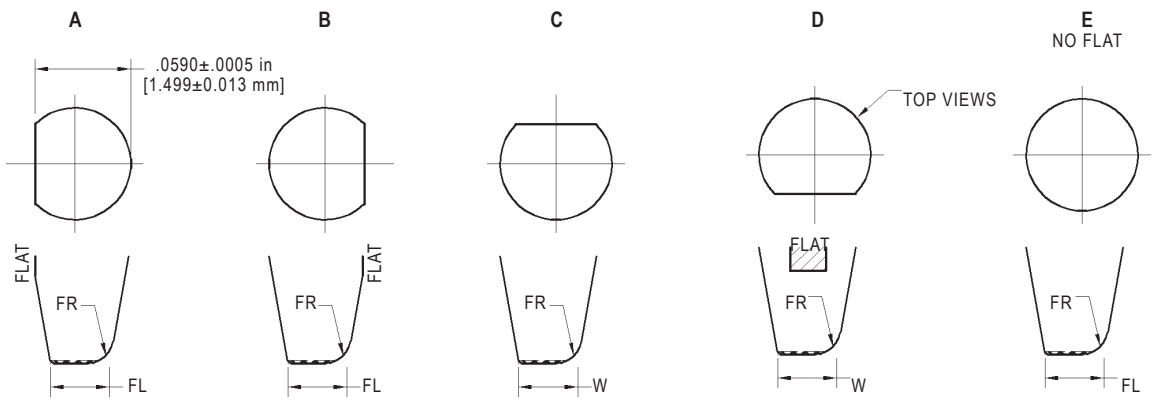 A
B
C
D
E
NO FLAT
.0590±.0005 in
[1.499±0.013 mm]
TOP VIEWS
FLAT
FLAT
FLAT
FR
FR
FR
FR
FR
FL
FL
W
W
FL